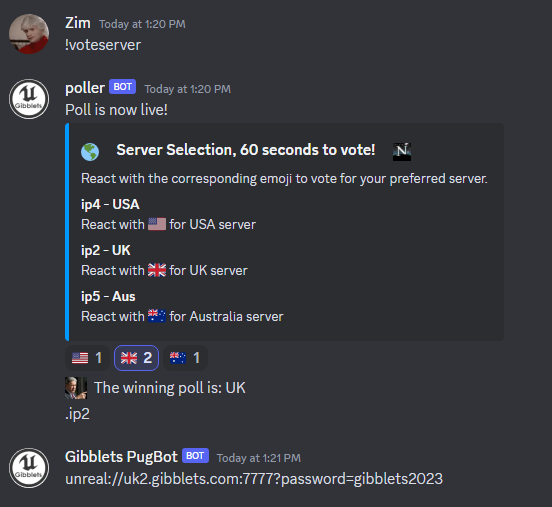 Zim Today at 1:20 PM
!voteserver
Gibblets
poller BOT Today at 1:20 PM
Poll is now live!
Server Selection, 60 seconds to vote! N
React with the corresponding emoji to vote for your preferred server.
ip4 - USA
React with 🇺🇸 for USA server
ip2 - UK
React with 🇬🇧 for UK server
ip5 - Aus
React with 🇦🇺 for Australia server
🇺🇸 1 🇬🇧 2 🇦🇺 1
The winning poll is: UK
.ip2
Gibblets
Gibblets PugBot BOT Today at 1:21 PM
unreal://uk2.gibblets.com:7777?password=gibblets2023